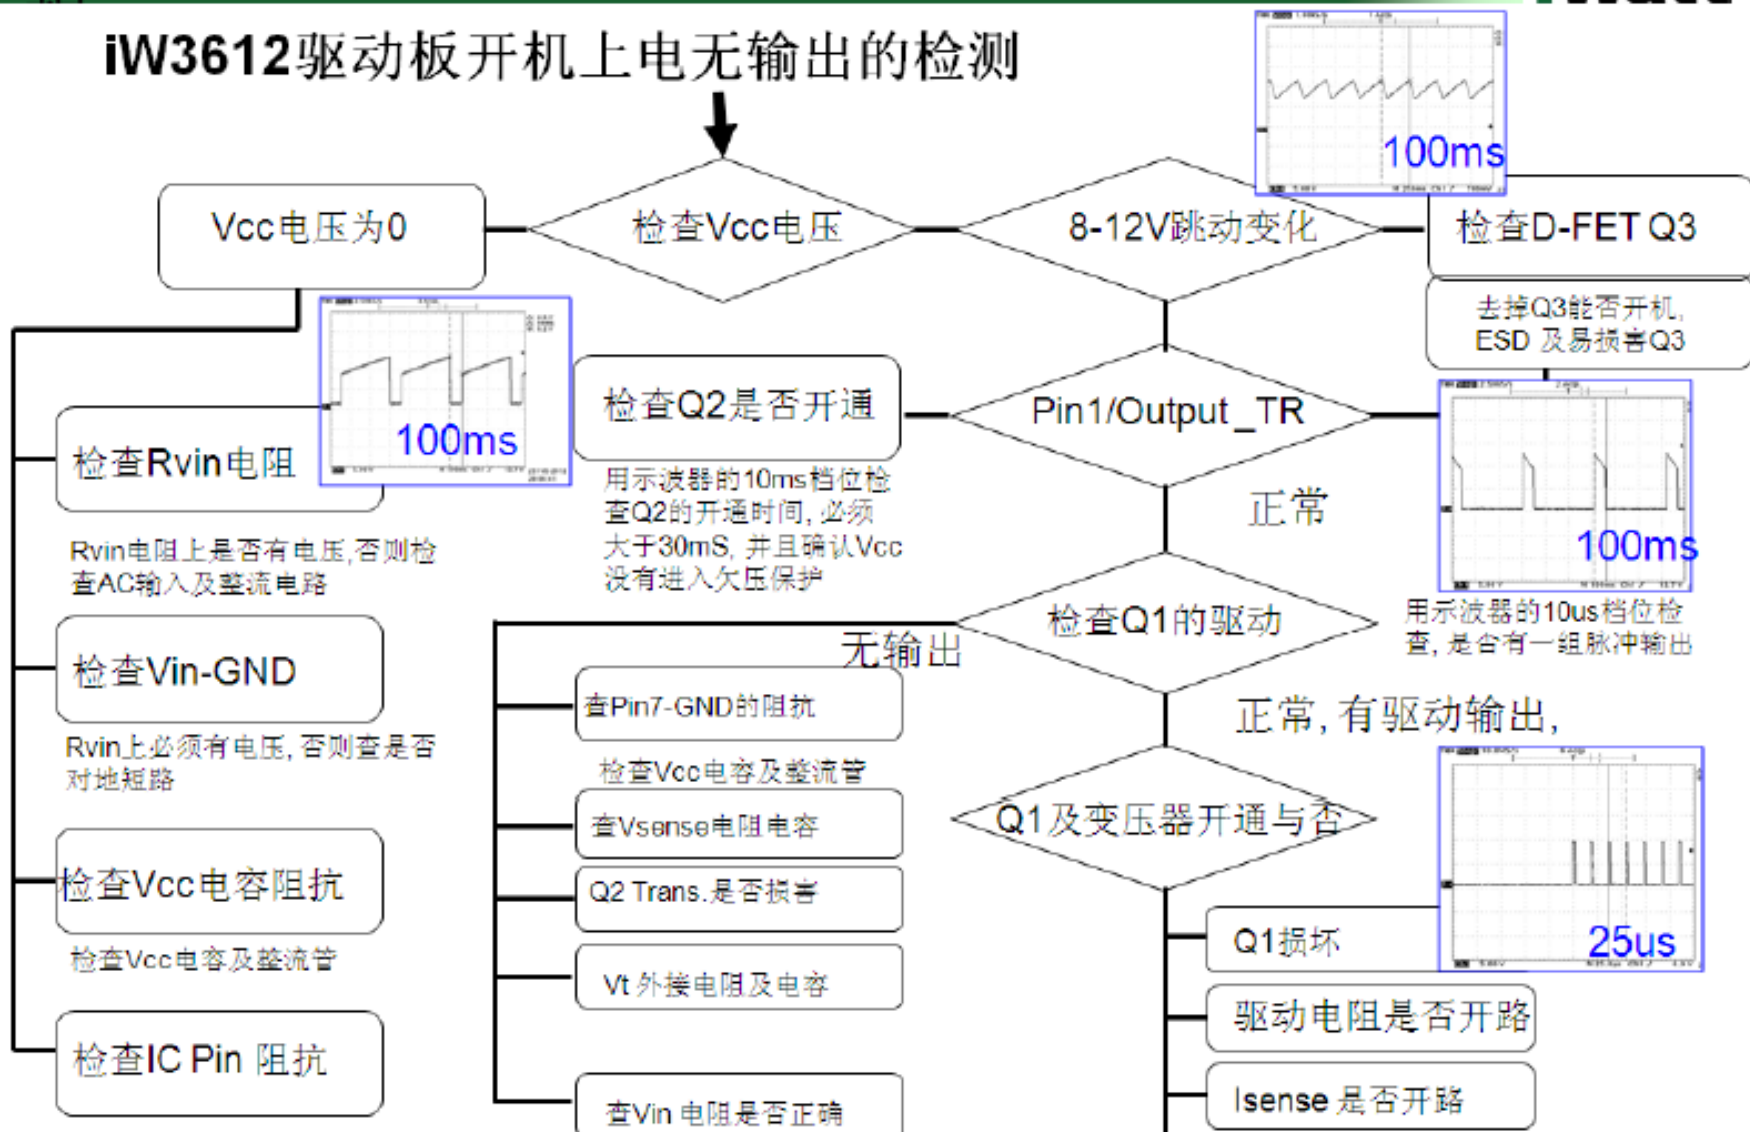 iW3612驱动板开机上电无输出的检测
100ms
Vcc电压为0
检查Vcc电压
8-12V跳动变化
检查D-FET Q3
去掉Q3能否开机,
ESD 及易损害Q3
检查Rvin电阻
100ms
检查Q2是否开通
Pin1/Output_TR
100ms
Rvin电阻上是否有电压,否则检
查AC输入及整流电路
用示波器的10ms档位检
查Q2的开通时间, 必须
大于30mS, 并且确认Vcc
没有进入欠压保护
正常
用示波器的10us档位检
查, 是否有一组脉冲输出
检查Vin-GND
Rvin上必须有电压, 否则查是否
对地短路
检查Q1的驱动
无输出
查Pin7-GND的阻抗
检查Vcc电容及整流管
正常, 有驱动输出,
查Vsense电阻电容
Q1及变压器开通与否
检查Vcc电容阻抗
检查Vcc电容及整流管
Q2 Trans.是否损害
25us
Q1损坏
Vt 外接电阻及电容
驱动电阻是否开路
检查IC Pin 阻抗
查Vin 电阻是否正确
Isense 是否开路